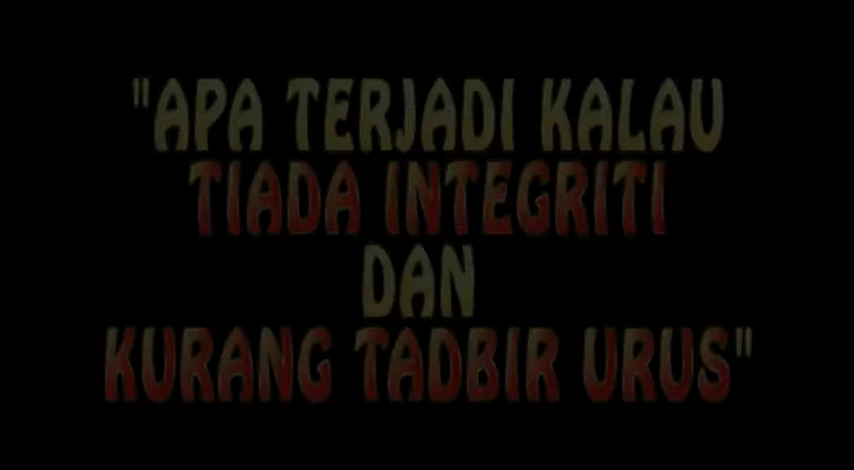 "APA TERJADI KALAU
TIADA INTEGRITI
DAN
KURANG TADBIR URUS"